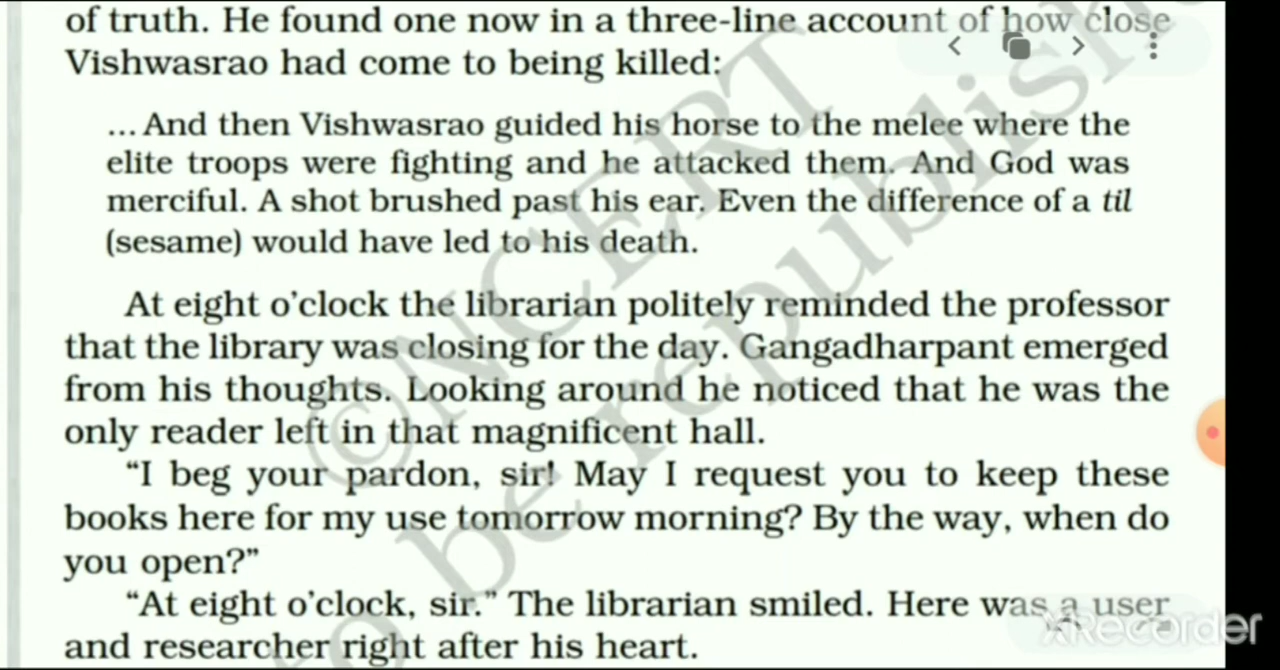 of truth. He found one now in a three-line account of how close
Vishwasrao had come to being killed:
... And then Vishwasrao guided his horse to the melee where the
elite troops were fighting and he attacked them. And God was
merciful. A shot brushed past his ear. Even the difference of a til
(sesame) would have led to his death.
At eight o'clock the librarian politely reminded the professor
that the library was closing for the day. Gangadharpant emerged
from his thoughts. Looking around he noticed that he was the
only reader left in that magnificent hall.
“I beg your pardon, sir! May I request you to keep these
books here for my use tomorrow morning? By the way, when do
you open?”
“At eight o'clock, sir.” The librarian smiled. Here was a user
and researcher right after his heart.
©NCERT
to be republish
XRecorder